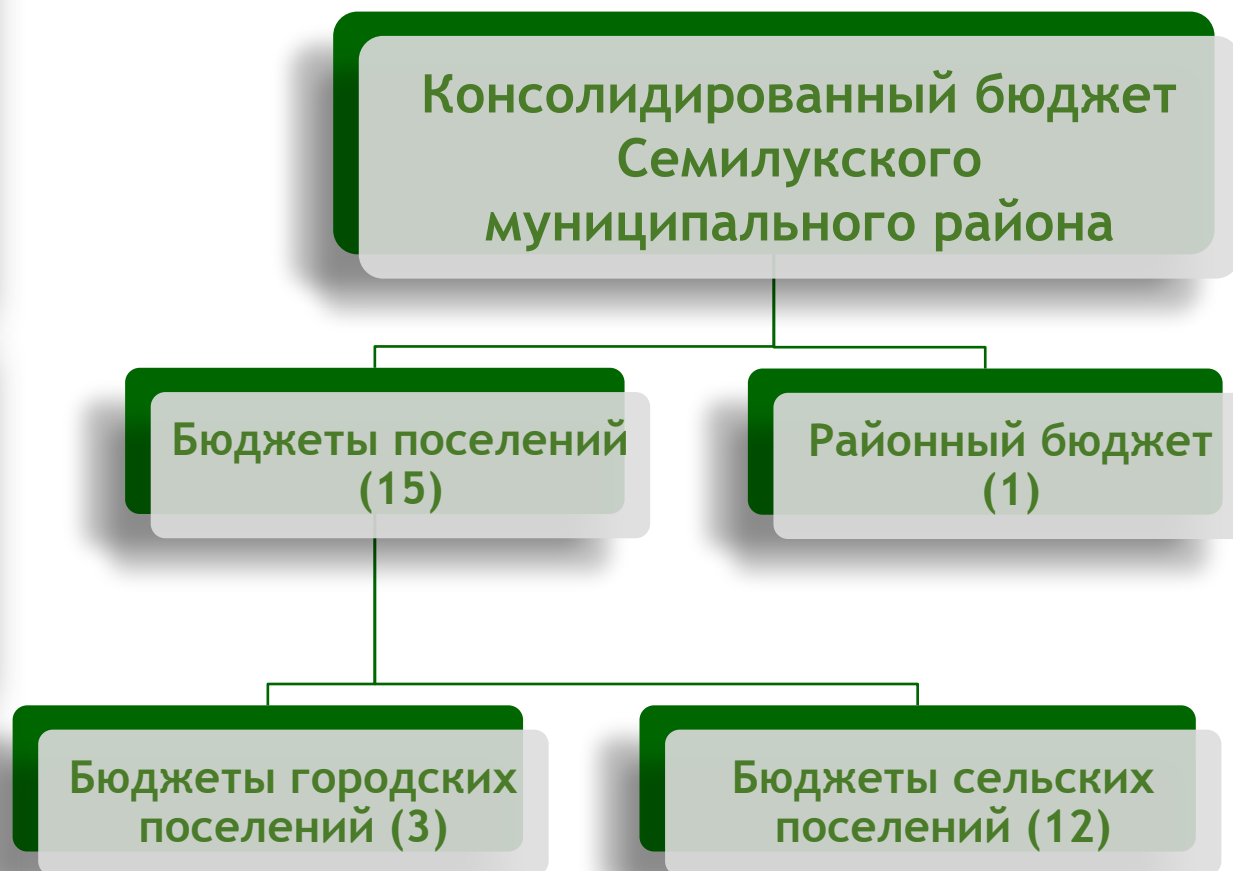 Консолидированный бюджет
Семилукского
муниципального района
Бюджеты поселений
(15)
Районный бюджет
(1)
Бюджеты городских
поселений (3)
Бюджеты сельских
поселений (12)